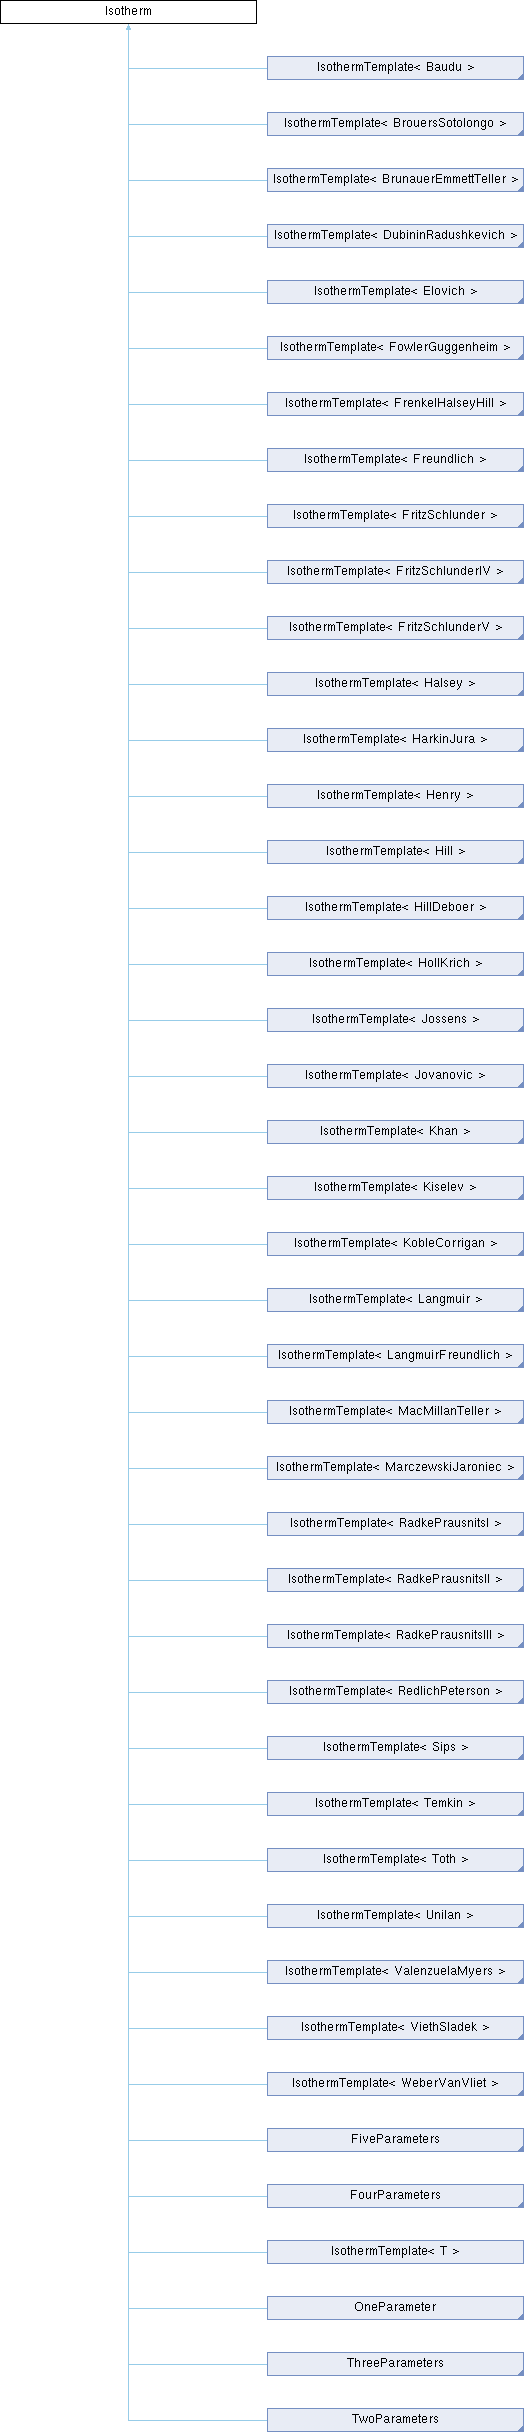 Isotherm
IsothermTemplate< Baudu >
IsothermTemplate< BrouersSotolongo >
IsothermTemplate< BrunauerEmmettTeller >
IsothermTemplate< DubininRadushkevich >
IsothermTemplate< Elovich >
IsothermTemplate< FowlerGuggenheim >
IsothermTemplate< FrenkelHalseyHill >
IsothermTemplate< Freundlich >
IsothermTemplate< FritzSchlunder >
IsothermTemplate< FritzSchlunderIV >
IsothermTemplate< FritzSchlunderV >
IsothermTemplate< Halsey >
IsothermTemplate< HarkinJura >
IsothermTemplate< Henry >
IsothermTemplate< Hill >
IsothermTemplate< HillDeboer >
IsothermTemplate< HollKrich >
IsothermTemplate< Jossens >
IsothermTemplate< Jovanovic >
IsothermTemplate< Khan >
IsothermTemplate< Kiselev >
IsothermTemplate< KobleCorrigan >
IsothermTemplate< Langmuir >
IsothermTemplate< LangmuirFreundlich >
IsothermTemplate< MacMillanTeller >
IsothermTemplate< MarczewskiJaroniec >
IsothermTemplate< RadkePrausnitsI >
IsothermTemplate< RadkePrausnitsII >
IsothermTemplate< RadkePrausnitsIII >
IsothermTemplate< RedlichPeterson >
IsothermTemplate< Sips >
IsothermTemplate< Temkin >
IsothermTemplate< Toth >
IsothermTemplate< Unilan >
IsothermTemplate< ValenzuelaMyers >
IsothermTemplate< ViethSladek >
IsothermTemplate< WeberVanVliet >
FiveParameters
FourParameters
IsothermTemplate< T >
OneParameter
ThreeParameters
TwoParameters